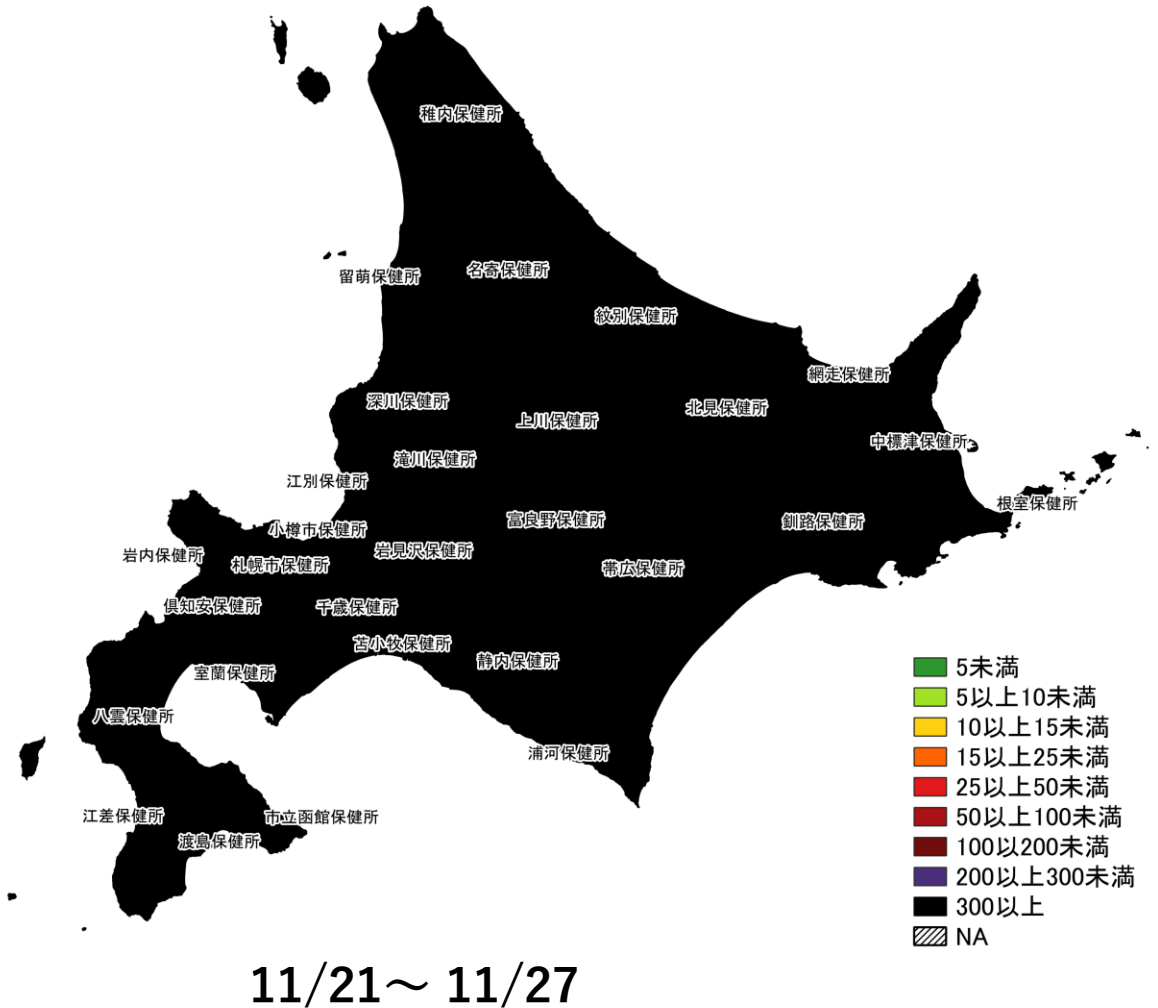 稚内保健所
留萌保健所
名寄保健所
紋別保健所
網走保健所
深川保健所
上川保健所
北見保健所
中標津保健所
滝川保健所
江別保健所
根室保健所
小樽市保健所
富良野保健所
釧路保健所
岩内保健所
札幌市保健所
岩見沢保健所
帯広保健所
倶知安保健所
千歳保健所
苫小牧保健所
静内保健所
室蘭保健所
八雲保健所
浦河保健所
江差保健所
市立函館保健所
渡島保健所
5未満
5以上10未満
10以上15未満
15以上25未満
25以上50未満
50以上100未満
100以200未満
200以上300未満
300以上
NA
11/21～ 11/27